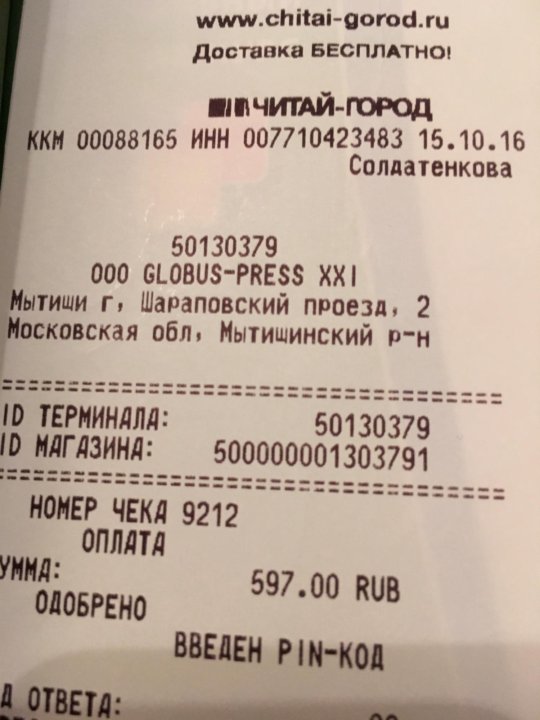 www.chitai-gorod.ru
Доставка БЕСПЛАТНО!
ЧИТАЙ-ГОРОД
ККМ 00088165 ИНН 007710423483 15.10.16
Солдатенкова
50130379
ООО GLOBUS-PRESS XXI
Мытищи г, Шараповский проезд, 2
Московская обл, Мытищинский р-н
==========================================
ID ТЕРМИНАЛА: 50130379
ID МАГАЗИНА: 500000001303791
==========================================
НОМЕР ЧЕКА 9212
ОПЛАТА
УММА: 597.00 RUB
ОДОБРЕНО
ВВЕДЕН PIN-КОД
Д ОТВЕТА: